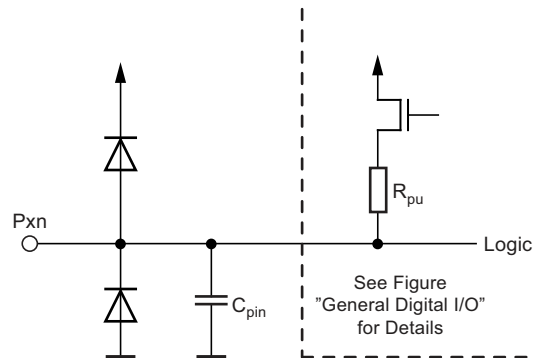 Pxn
R_pu
Logic
C_pin
See Figure
"General Digital I/O"
for Details